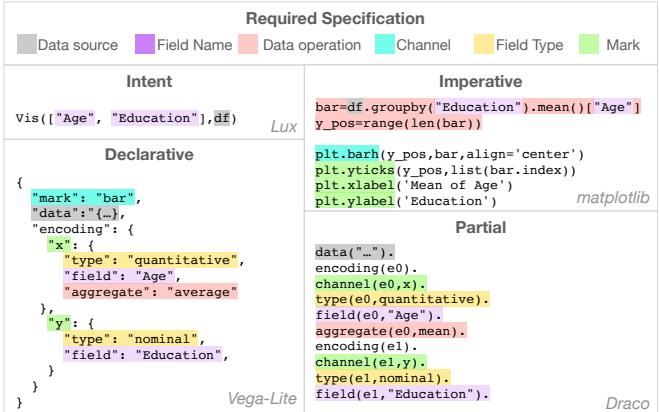 Required Specification
Data source Field Name Data operation Channel Field Type Mark
Intent
Vis(["Age", "Education"],df)
Lux
Declarative
{
"mark": "bar",
"data":"{…},
"encoding": {
"x": {
"type": "quantitative",
"field": "Age",
"aggregate": "average"
},
"y": {
"type": "nominal",
"field": "Education",
}
}
}
Vega-Lite
Imperative
bar=df.groupby("Education").mean()["Age"]
y_pos=range(len(bar))
plt.barh(y_pos,bar,align='center')
plt.yticks(y_pos,list(bar.index))
plt.xlabel('Mean of Age')
plt.ylabel('Education')
matplotlib
Partial
data("…").
encoding(e0).
channel(e0,x).
type(e0,quantitative).
field(e0,"Age").
aggregate(e0,mean).
encoding(e1).
channel(e1,y).
type(e1,nominal).
field(e1,"Education").
Draco